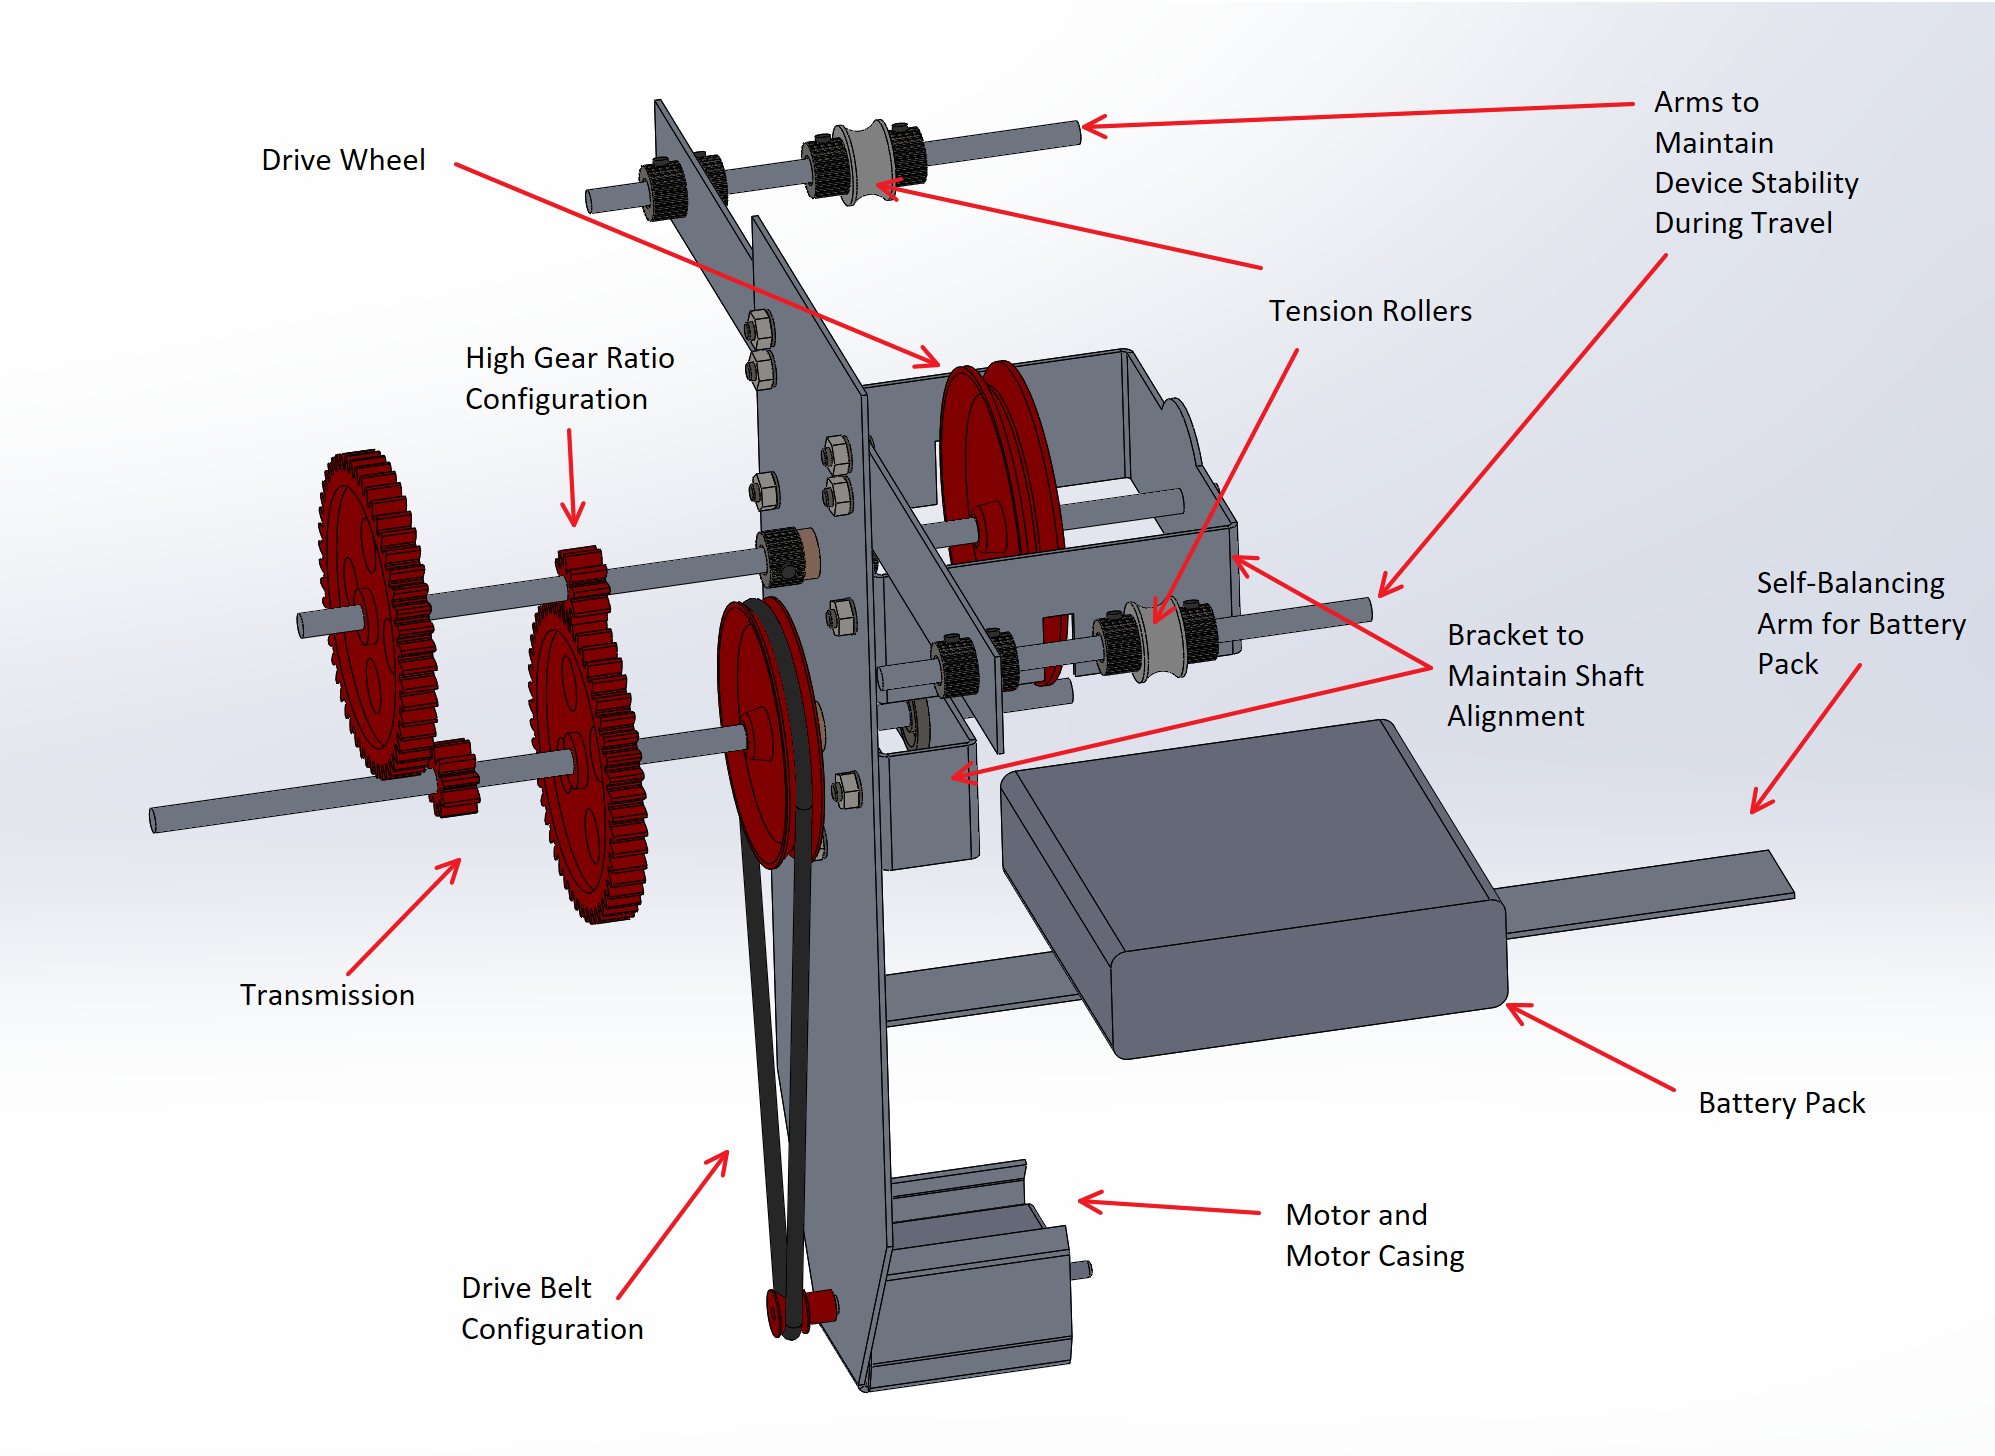 Arms to
Maintain
Device Stability
During Travel
Drive Wheel
Tension Rollers
High Gear Ratio
Configuration
Self-Balancing
Arm for Battery
Pack
Bracket to
Maintain Shaft
Alignment
Transmission
Battery Pack
Motor and
Motor Casing
Drive Belt
Configuration